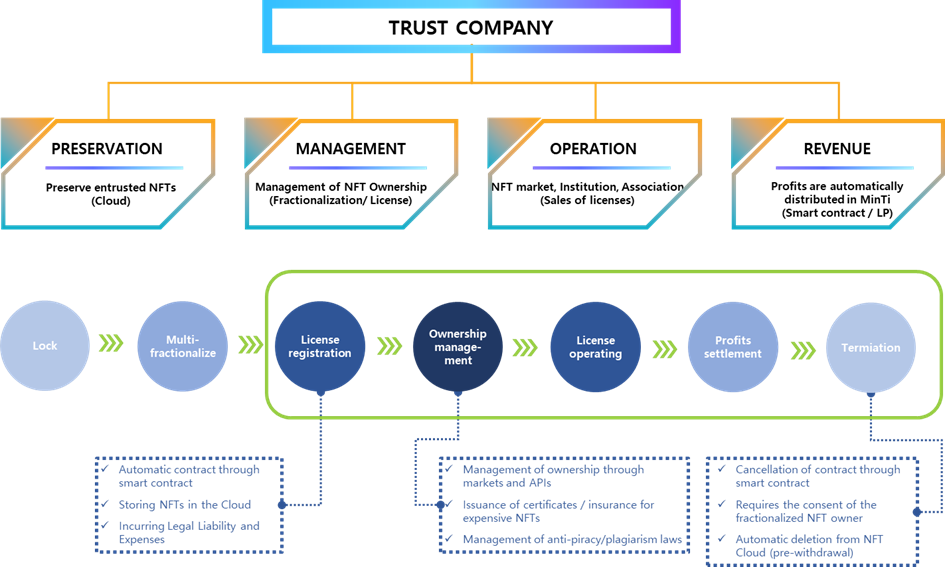 TRUST COMPANY
PRESERVATION
Preserve entrusted NFTs
(Cloud)
MANAGEMENT
Management of NFT Ownership
(Fractionalization/ License)
OPERATION
NFT market, Institution, Association
(Sales of licenses)
REVENUE
Profits are automatically
distributed in MinTi
(Smart contract / LP)
Lock
Multi-
fractionalize
License
registration
Ownership
manage-
ment
License
operating
Profits
settlement
Termiation
✓ Automatic contract through
smart contract
✓ Storing NFTs in the Cloud
✓ Incurring Legal Liability and
Expenses
✓ Management of ownership through
markets and APIs
✓ Issuance of certificates / insurance for
expensive NFTs
✓ Management of anti-piracy/plagiarism laws
✓ Cancellation of contract through
smart contract
✓ Requires the consent of the
fractionalized NFT owner
✓ Automatic deletion from NFT
Cloud (pre-withdrawal)